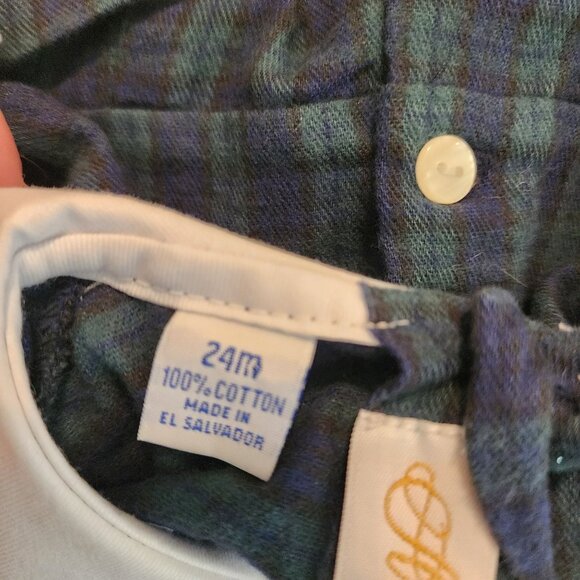 24m
100% COTTON
MADE IN
EL SALVADOR